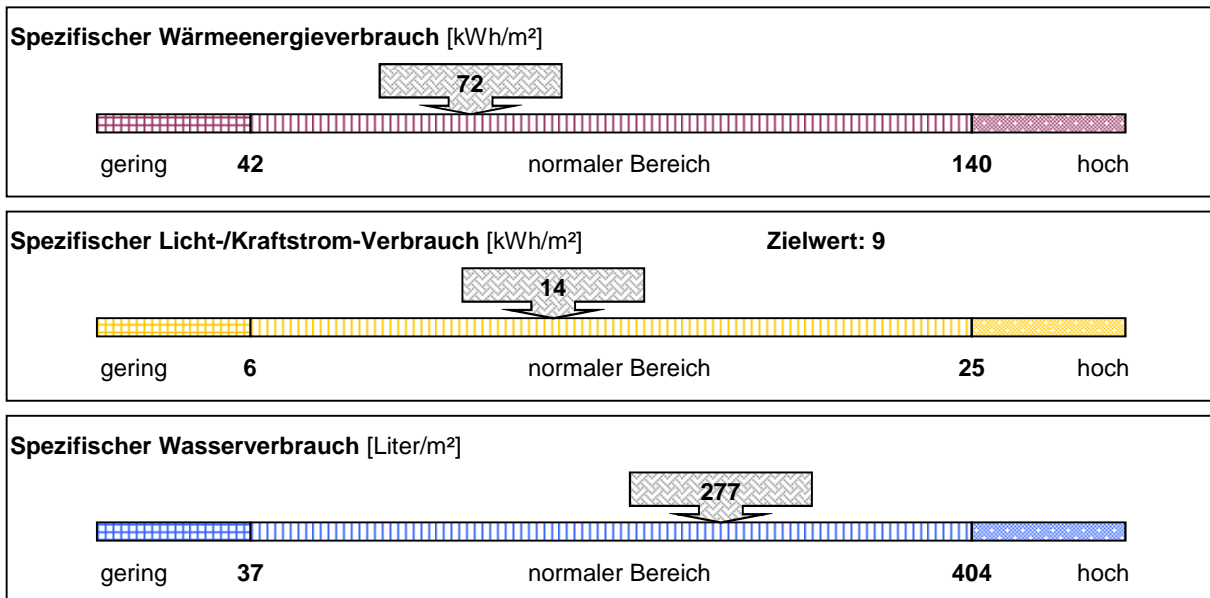 Spezifischer Wärmeenergieverbrauch [kWh/m²]
72
gering 42 normaler Bereich 140 hoch
Spezifischer Licht-/Kraftstrom-Verbrauch [kWh/m²] Zielwert: 9
14
gering 6 normaler Bereich 25 hoch
Spezifischer Wasserverbrauch [Liter/m²]
277
gering 37 normaler Bereich 404 hoch